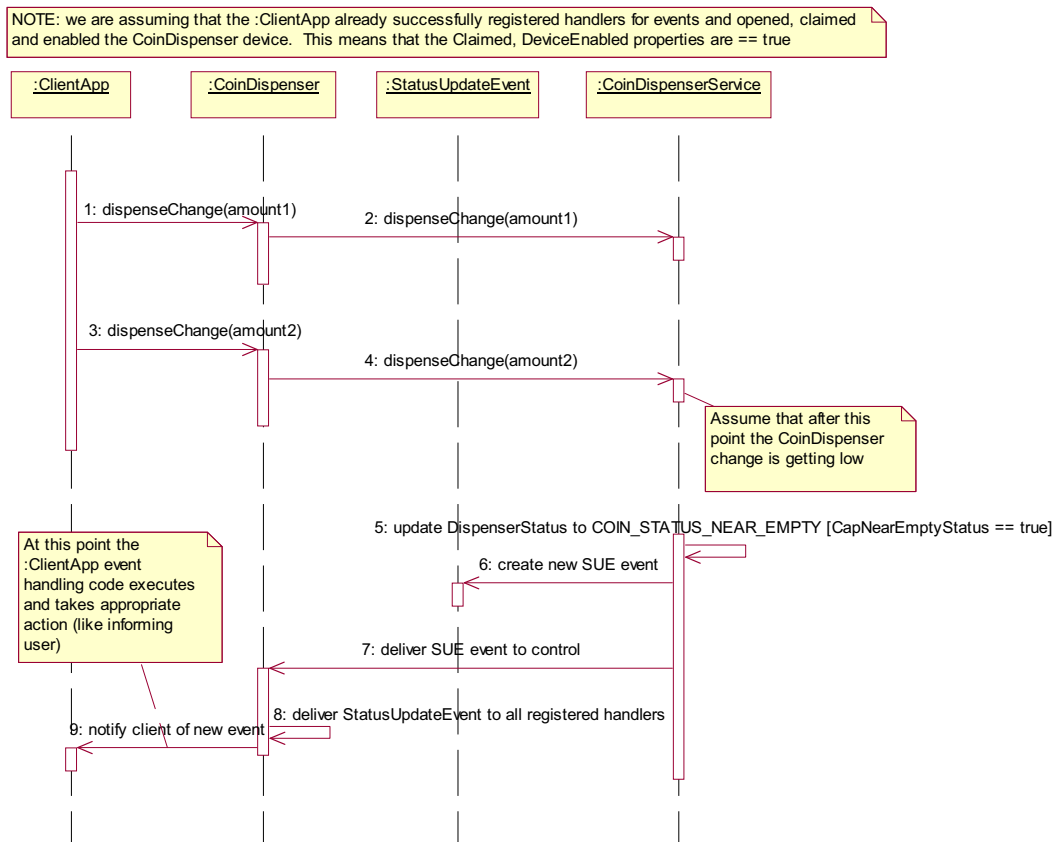 NOTE: we are assuming that the :ClientApp already successfully registered handlers for events and opened, claimed
and enabled the CoinDispenser device.  This means that the Claimed, DeviceEnabled properties are == true
:ClientApp
:CoinDispenser
:StatusUpdateEvent
:CoinDispenserService
1: dispenseChange(amount1)
2: dispenseChange(amount1)
3: dispenseChange(amount2)
4: dispenseChange(amount2)
Assume that after this
point the CoinDispenser
change is getting low
5: update DispenserStatus to COIN_STATUS_NEAR_EMPTY [CapNearEmptyStatus == true]
At this point the
:ClientApp event
handling code executes
and takes appropriate
action (like informing
user)
6: create new SUE event
7: deliver SUE event to control
8: deliver StatusUpdateEvent to all registered handlers
9: notify client of new event